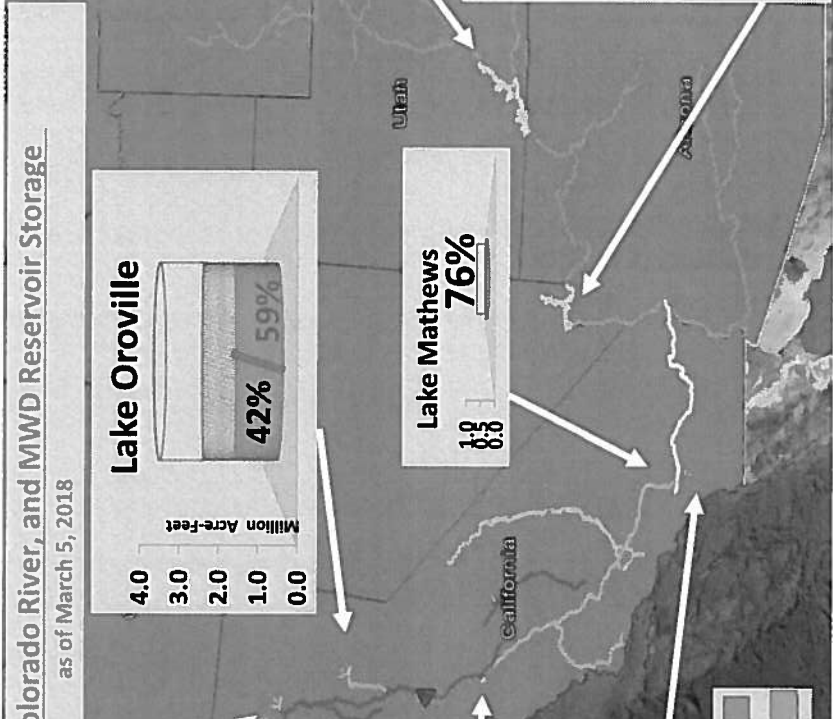 olorado River, and MWD Reservoir Storage
as of March 5, 2018
Lake Oroville
4.0
3.0
2.0
1.0
0.0
Million Acre-Feet
42%
59%
Lake Mathews
76%
1.0
0.5
0.0
Utah
Arizona
California